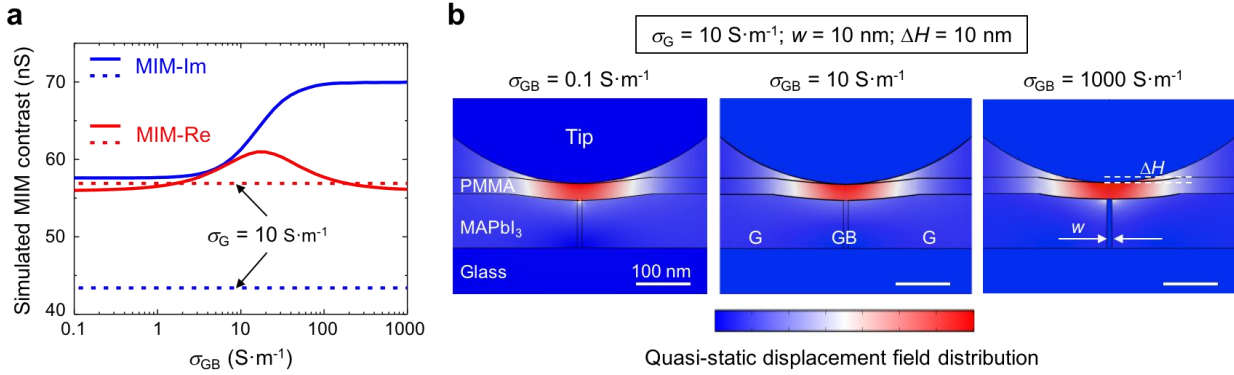 a
Simulated MIM contrast (nS)
80
70
60
50
40
MIM-Im
MIM-Re
σG = 10 S·m⁻¹
0.1
1
10
100
1000
σGB (S·m⁻¹)
b
σG = 10 S·m⁻¹; w = 10 nm; ΔH = 10 nm
σGB = 0.1 S·m⁻¹
σGB = 10 S·m⁻¹
σGB = 1000 S·m⁻¹
Tip
PMMA
MAPbI₃
Glass
100 nm
G
GB
G
ΔH
w
Quasi-static displacement field distribution